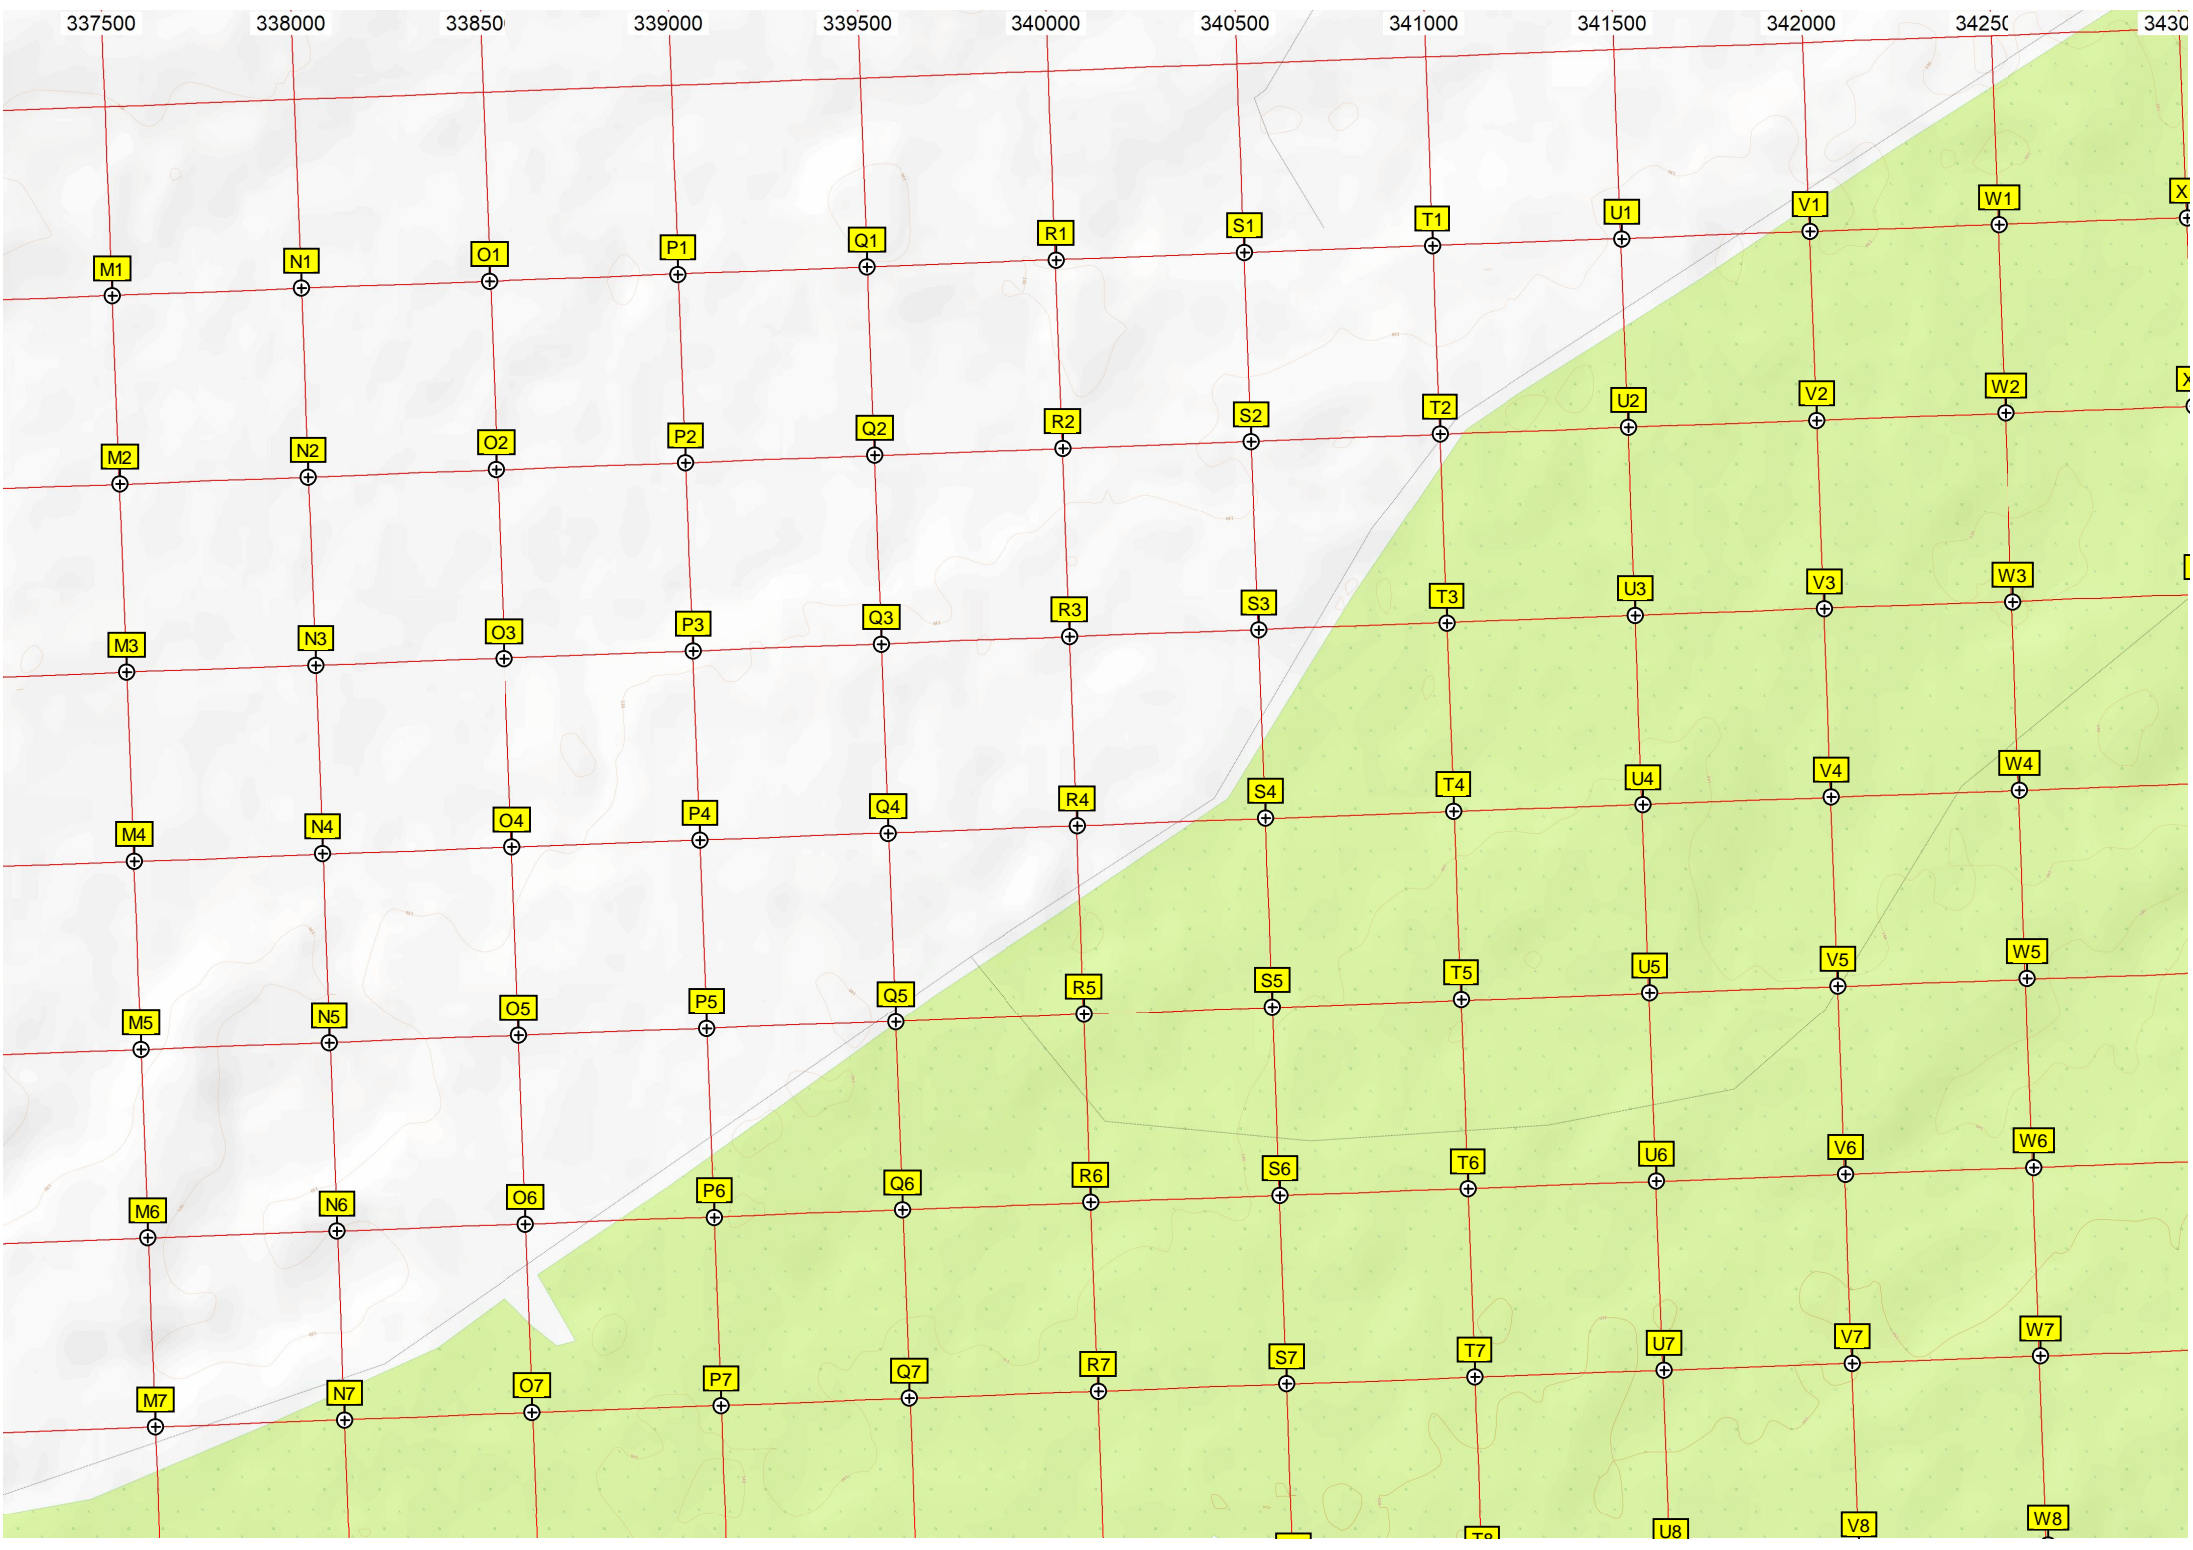 337500 338000 33850 339000 339500 340000 340500 341000 341500 342000 34250 3430
M1 N1 O1 P1 Q1 R1 S1 T1 U1 V1 W1 X
M2 N2 O2 P2 Q2 R2 S2 T2 U2 V2 W2 X
M3 N3 O3 P3 Q3 R3 S3 T3 U3 V3 W3
M4 N4 O4 P4 Q4 R4 S4 T4 U4 V4 W4
M5 N5 O5 P5 Q5 R5 S5 T5 U5 V5 W5
M6 N6 O6 P6 Q6 R6 S6 T6 U6 V6 W6
M7 N7 O7 P7 Q7 R7 S7 T7 U7 V7 W7
T8 U8 V8 W8